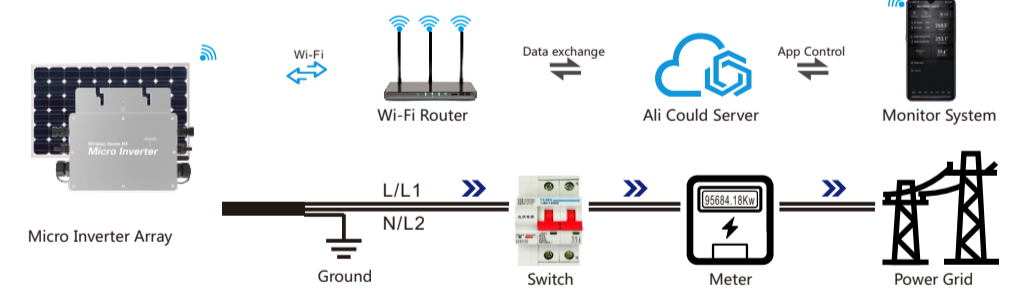 Wi-Fi
Data exchange
App Control
Wi-Fi Router
Ali Could Server
Monitor System
Micro Inverter
L/L1
N/L2
95684.18Kw
Micro Inverter Array
Ground
Switch
Meter
Power Grid